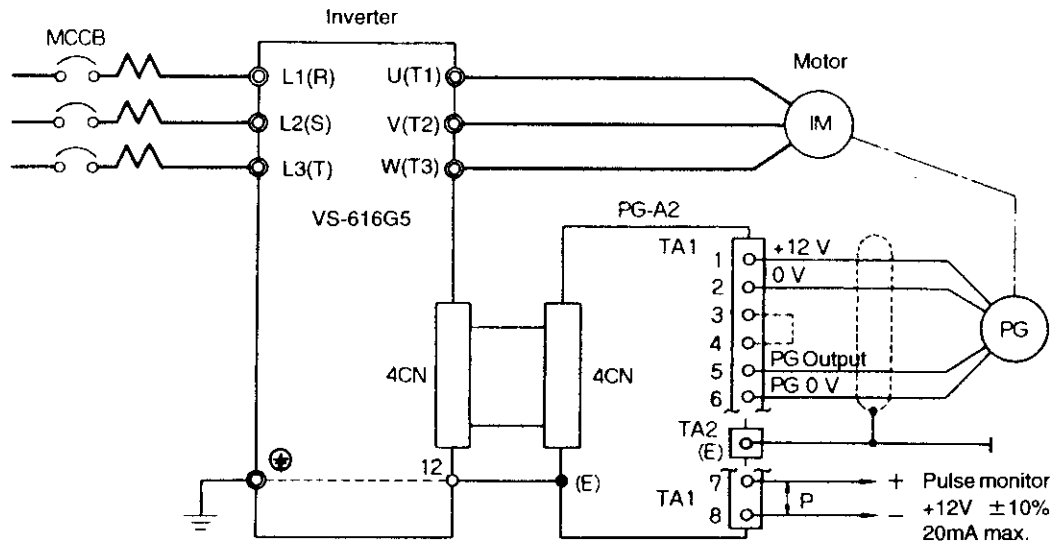 Inverter
MCCB
L1(R)
U(T1)
Motor
L2(S)
V(T2)
IM
L3(T)
W(T3)
VS-616G5
PG-A2
TA1
+12 V
1
0 V
2
3
4
PG
PG Output
5
PG 0 V
6
4CN
4CN
TA2
(E)
12
(E)
TA1
7
+ Pulse monitor
P
+12V ±10%
8
−
20mA max.